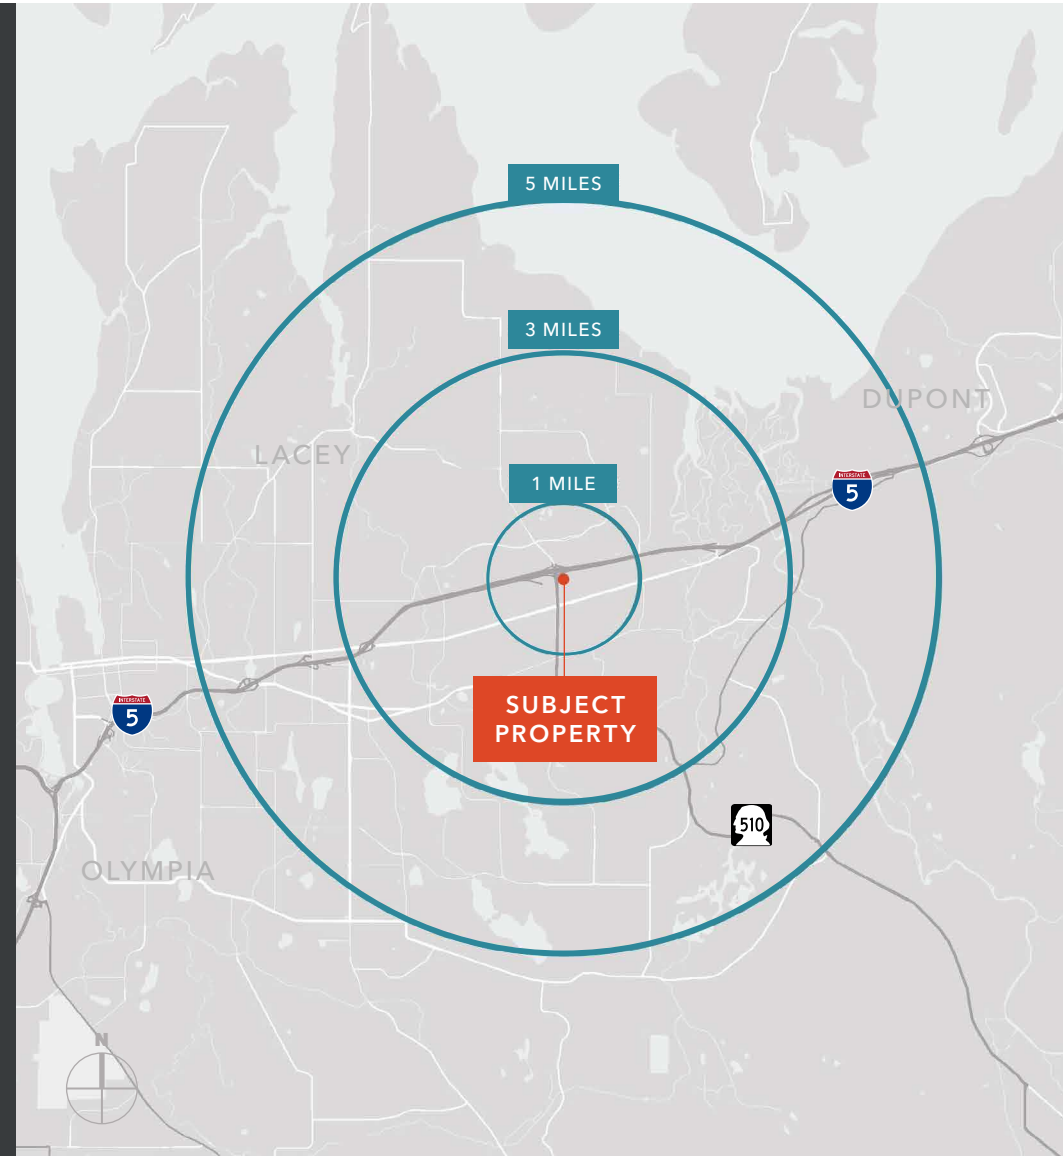 5 MILES
3 MILES
DUPONT
LACEY
1 MILE
INTERSTATE
5
SUBJECT
PROPERTY
INTERSTATE
5
510
OLYMPIA
N